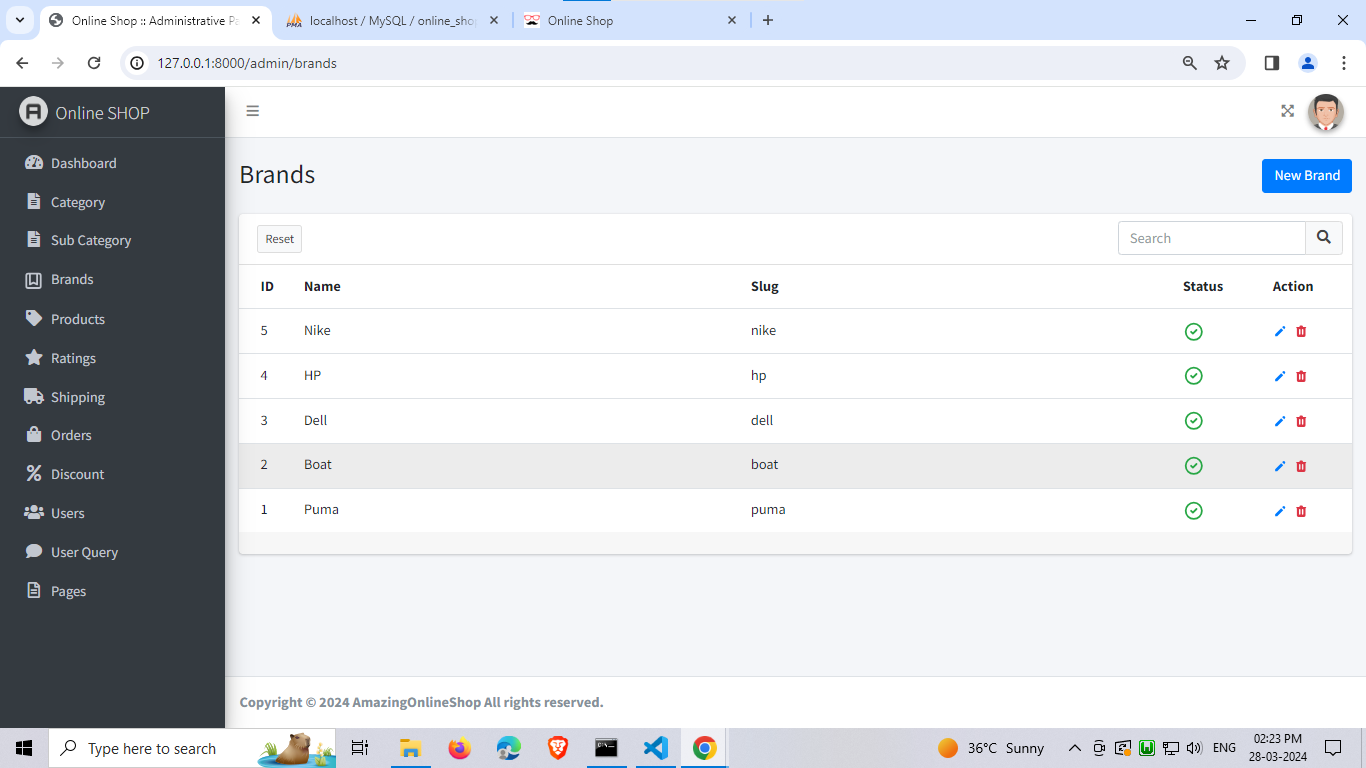 Online Shop :: Administrative Pa
localhost / MySQL / online_shop
Online Shop
127.0.0.1:8000/admin/brands
A Online SHOP
Dashboard
Category
Sub Category
Brands
Products
Ratings
Shipping
Orders
Discount
Users
User Query
Pages
Brands
New Brand
Reset
Search
ID Name Slug Status Action
5 Nike nike
4 HP hp
3 Dell dell
2 Boat boat
1 Puma puma
Copyright © 2024 AmazingOnlineShop All rights reserved.
Type here to search
36°C Sunny
ENG
02:23 PM
28-03-2024